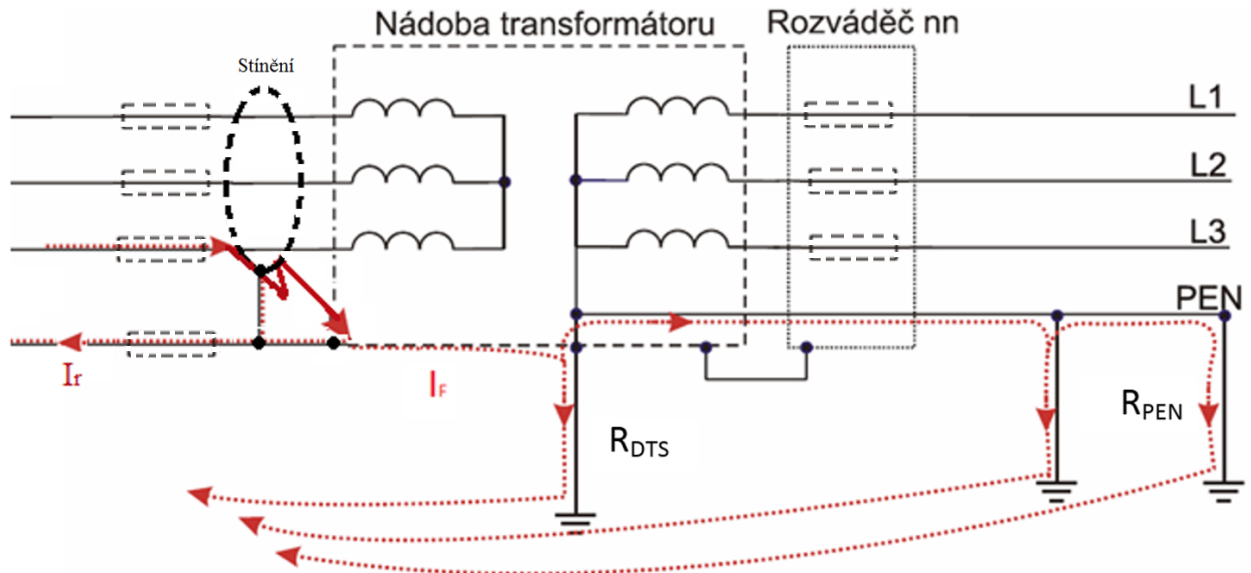 Nádoba transformátoru
Rozváděč nn
Stínění
L1
L2
L3
PEN
Ir
IF
RDTS
RPEN